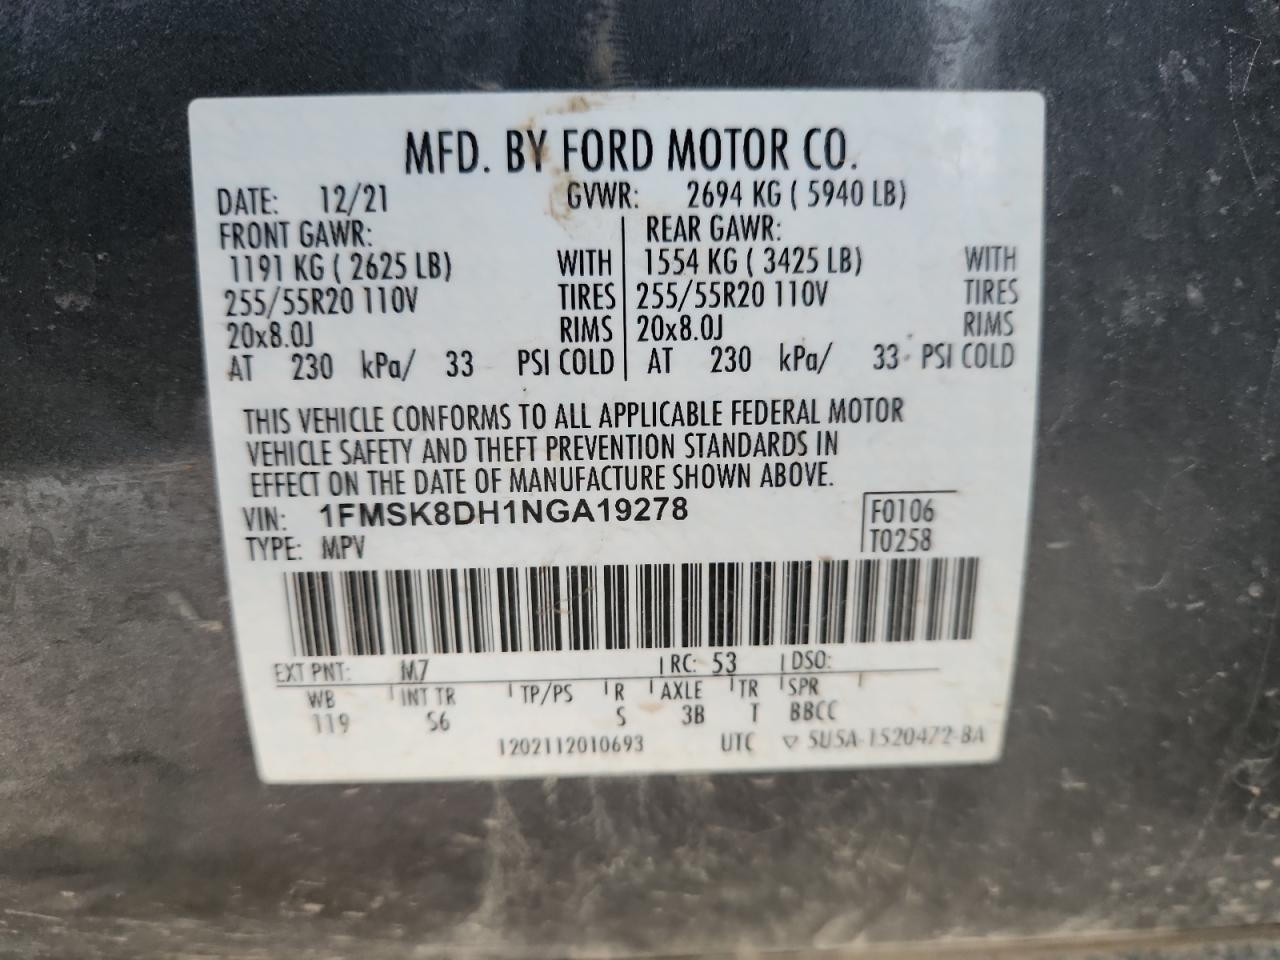 MFD. BY FORD MOTOR CO.
DATE: 12/21 GVWR: 2694 KG ( 5940 LB)
FRONT GAWR: REAR GAWR:
1191 KG ( 2625 LB) WITH 1554 KG ( 3425 LB) WITH
255/55R20 110V TIRES 255/55R20 110V TIRES
20x8.0J RIMS 20x8.0J RIMS
AT 230 kPa/ 33 PSI COLD AT 230 kPa/ 33 PSI COLD
THIS VEHICLE CONFORMS TO ALL APPLICABLE FEDERAL MOTOR
VEHICLE SAFETY AND THEFT PREVENTION STANDARDS IN
EFFECT ON THE DATE OF MANUFACTURE SHOWN ABOVE.
VIN: 1FMSK8DH1NGA19278 F0106
TYPE: MPV T0258
EXT PNT: M7 RC: 53 DSO:
WB INT TR TP/PS R AXLE TR SPR
119 S6 S 3B T BBCC
1202112010693 UTC ▽ 5U5A-1520472-BA